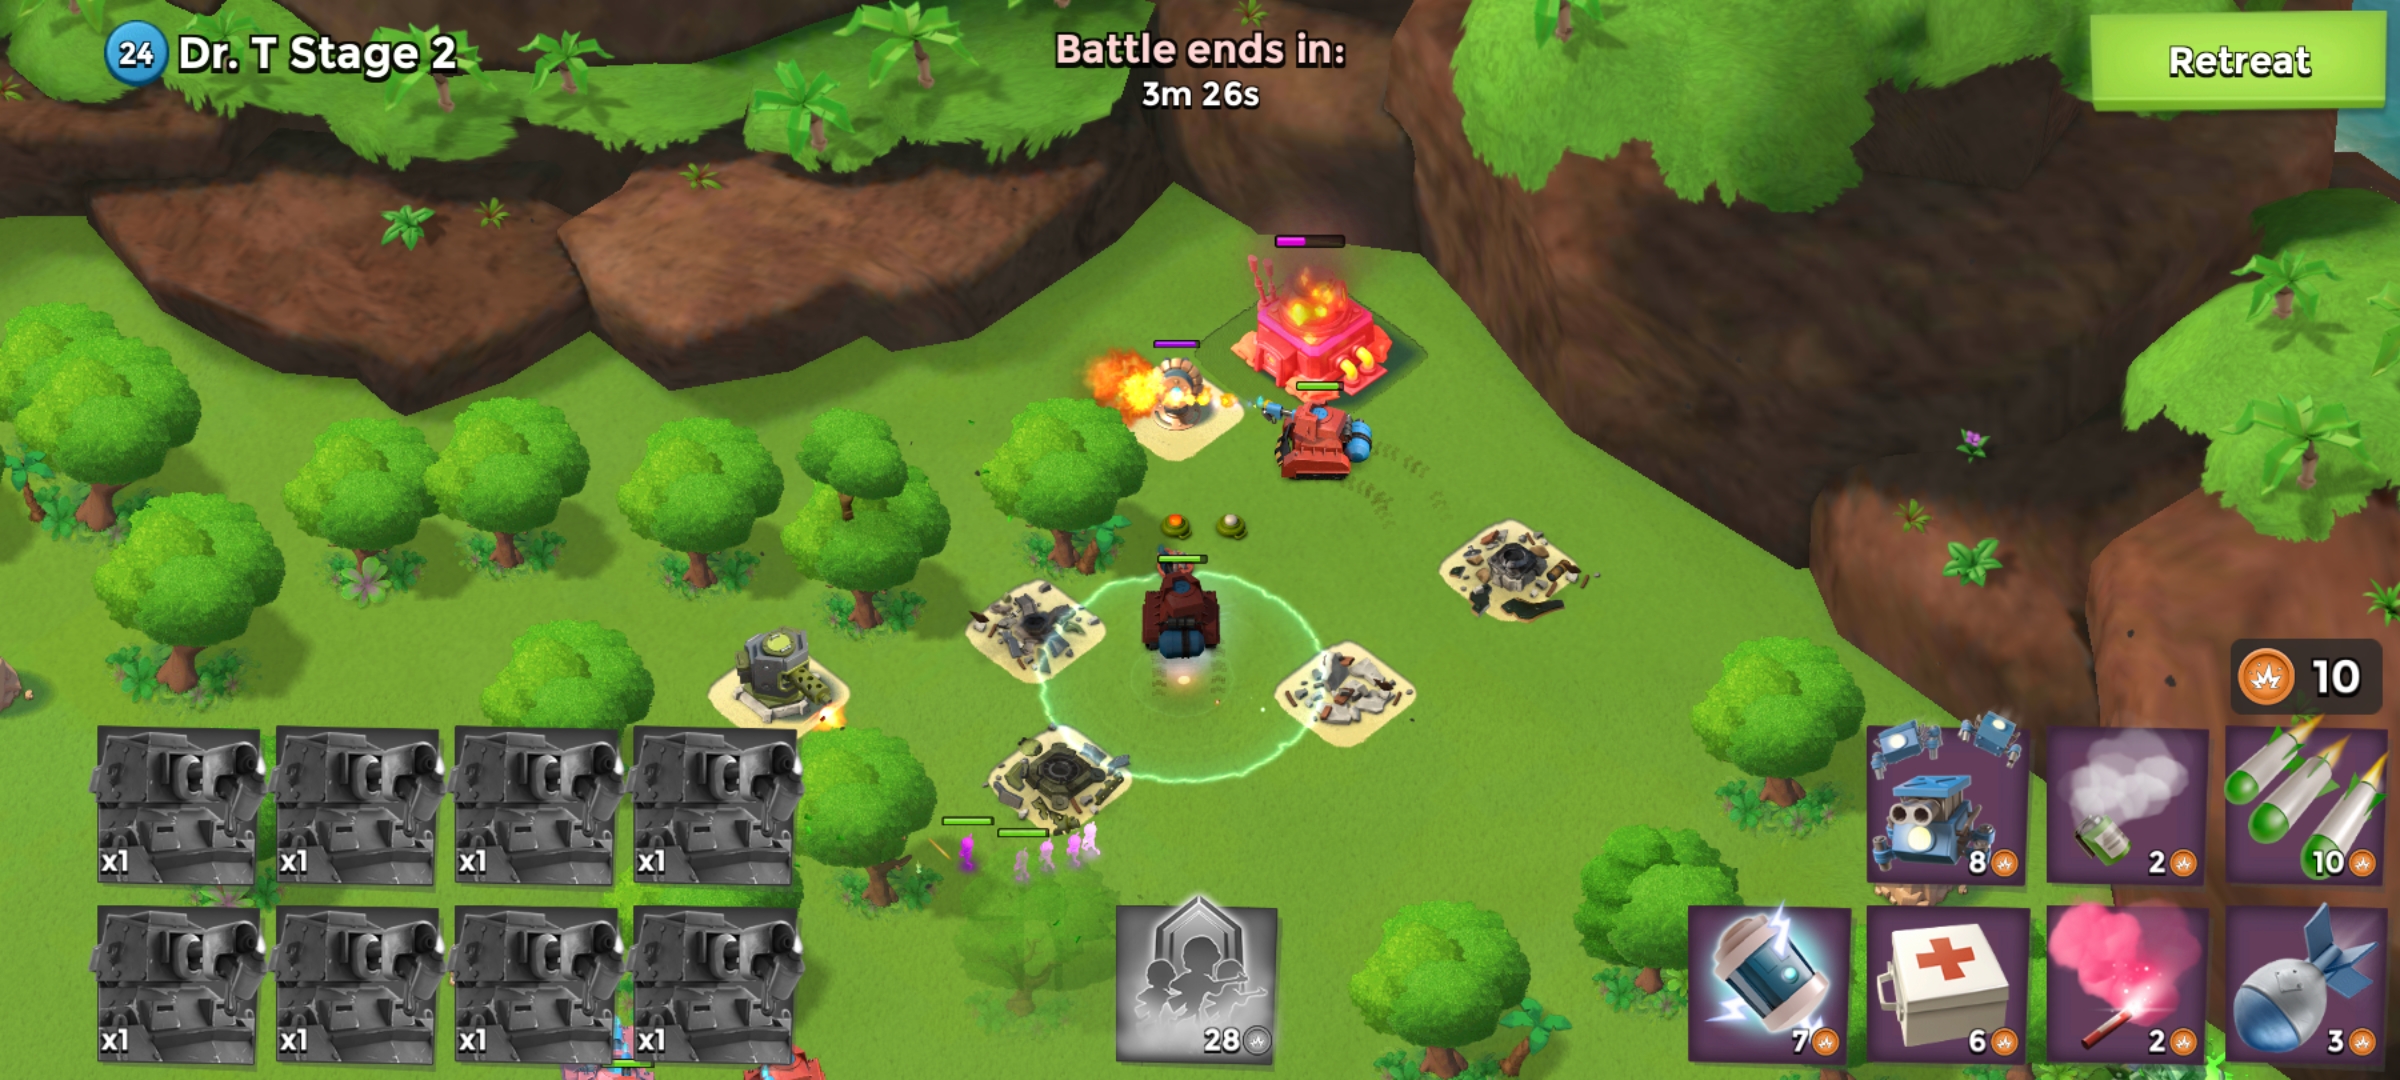 24 Dr. T Stage 2
Battle ends in:
3m 26s
Retreat
10
x1 x1 x1 x1
8 2 10
x1 x1 x1 x1
28
7 6 2 3